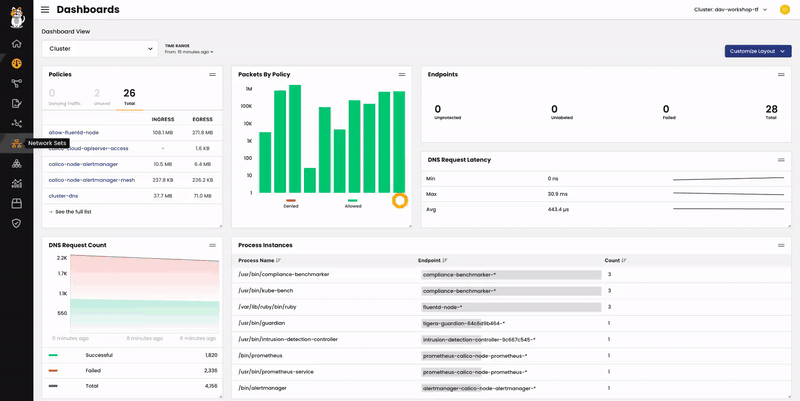 Dashboards
Cluster: dav-workshop-tf
Dashboard View
Cluster
TIME RANGE
From: 15 minutes ago
Customize Layout
Network Sets
Policies
0 2 26
Denying Traffic Unused Total
INGRESS EGRESS
allow-fluentd-node 108.1 MB 271.8 MB
calico-cloud-apiserver-access - 1.6 KB
calico-node-alertmanager 10.5 MB 6.4 MB
calico-node-alertmanager-mesh 237.8 KB 236.2 KB
cluster-dns 37.7 MB 71.0 MB
→ See the full list
Packets By Policy
1M
100K
10K
1K
100
10
1
Denied Allowed
Endpoints
0 0 0 28
Unprotected Unlabeled Failed Total
DNS Request Latency
Min 0 ns
Max 30.9 ms
Avg 443.4 µs
DNS Request Count
2.2K
1.7K
1.1K
550
0 minutes ago 8 minutes ago 6 minutes ago
Successful 1,820
Failed 2,336
Total 4,156
Process Instances
Process Name Endpoint Count
/usr/bin/compliance-benchmarker compliance-benchmarker-* 3
/usr/bin/kube-bench compliance-benchmarker-* 3
/var/lib/ruby/bin/ruby fluentd-node-* 3
/usr/bin/guardian tigera-guardian-64c6d9b464-* 1
/usr/bin/intrusion-detection-controller intrusion-detection-controller-9c667c545-* 1
/bin/prometheus prometheus-calico-node-prometheus-* 1
/usr/bin/prometheus-service prometheus-calico-node-prometheus-* 1
/bin/alertmanager alertmanager-calico-node-alertmanager-* 1